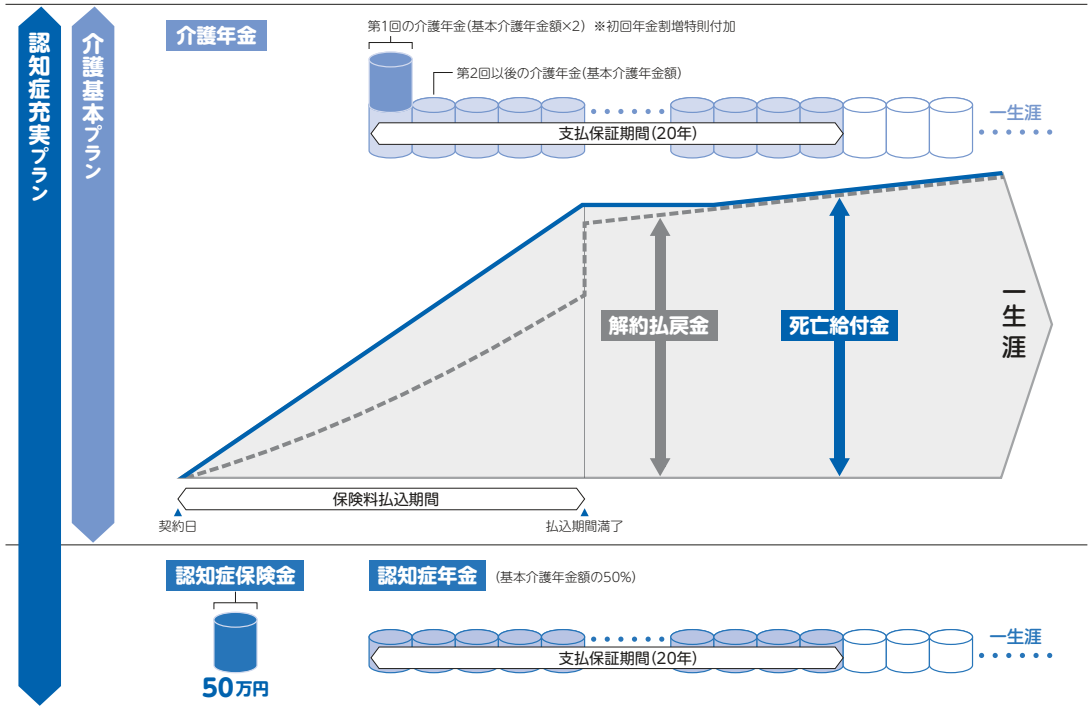 認知症充実プラン
介護基本プラン
介護年金
第1回の介護年金(基本介護年金額×2) ※初回年金割増特則付加
第2回以後の介護年金(基本介護年金額)
支払保証期間(20年)
一生涯
解約払戻金
死亡給付金
一生涯
保険料払込期間
契約日
払込期間満了
認知症保険金
50万円
認知症年金 (基本介護年金額の50%)
支払保証期間(20年)
一生涯